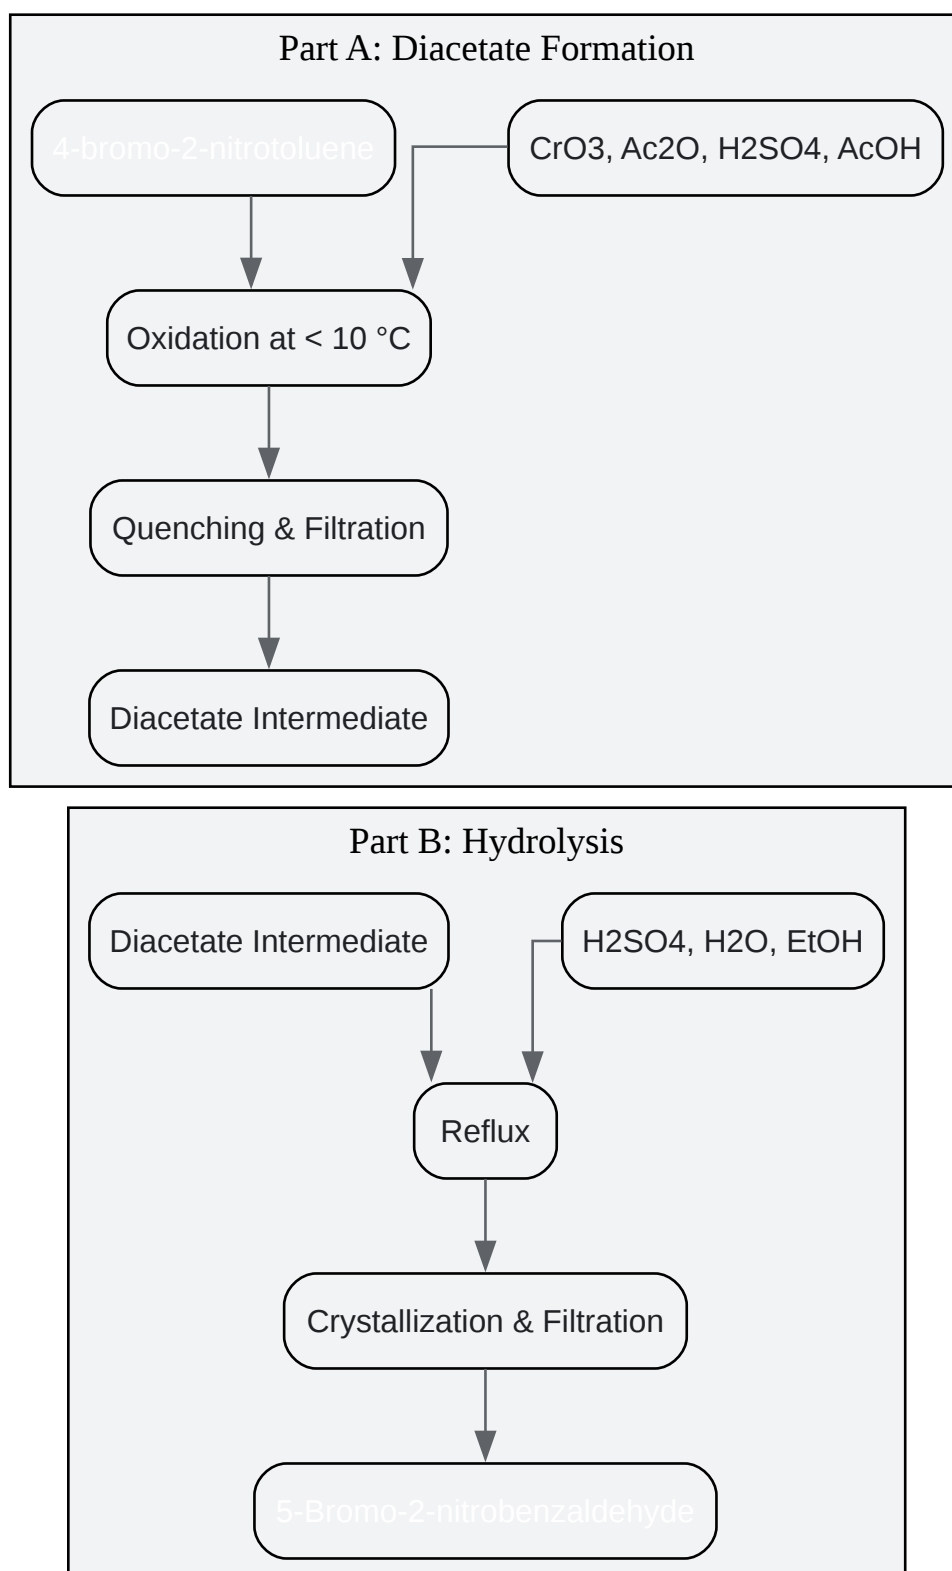 Part A: Diacetate Formation
4-bromo-2-nitrotoluene
CrO3, Ac2O, H2SO4, AcOH
Oxidation at < 10 °C
Quenching & Filtration
Diacetate Intermediate
Part B: Hydrolysis
Diacetate Intermediate
H2SO4, H2O, EtOH
Reflux
Crystallization & Filtration
5-Bromo-2-nitrobenzaldehyde